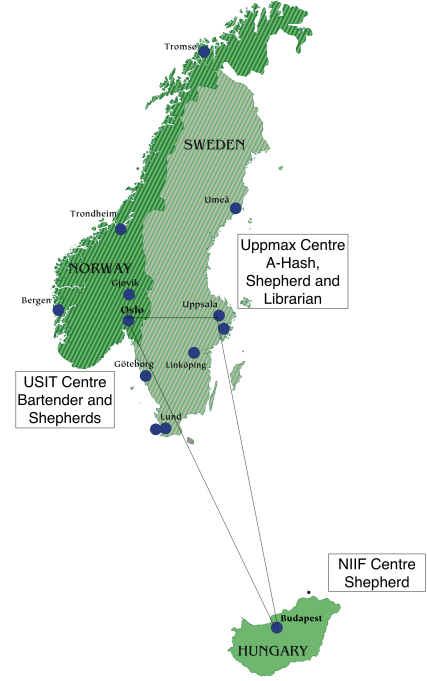 Tromsø
SWEDEN
Umeå
Trondheim
Uppmax Centre
A-Hash,
Shepherd and
Librarian
NORWAY
Gjøvik
Bergen
Oslo
Uppsala
Göteborg
Linköping
USIT Centre
Bartender and
Shepherds
Lund
NIIF Centre
Shepherd
Budapest
HUNGARY